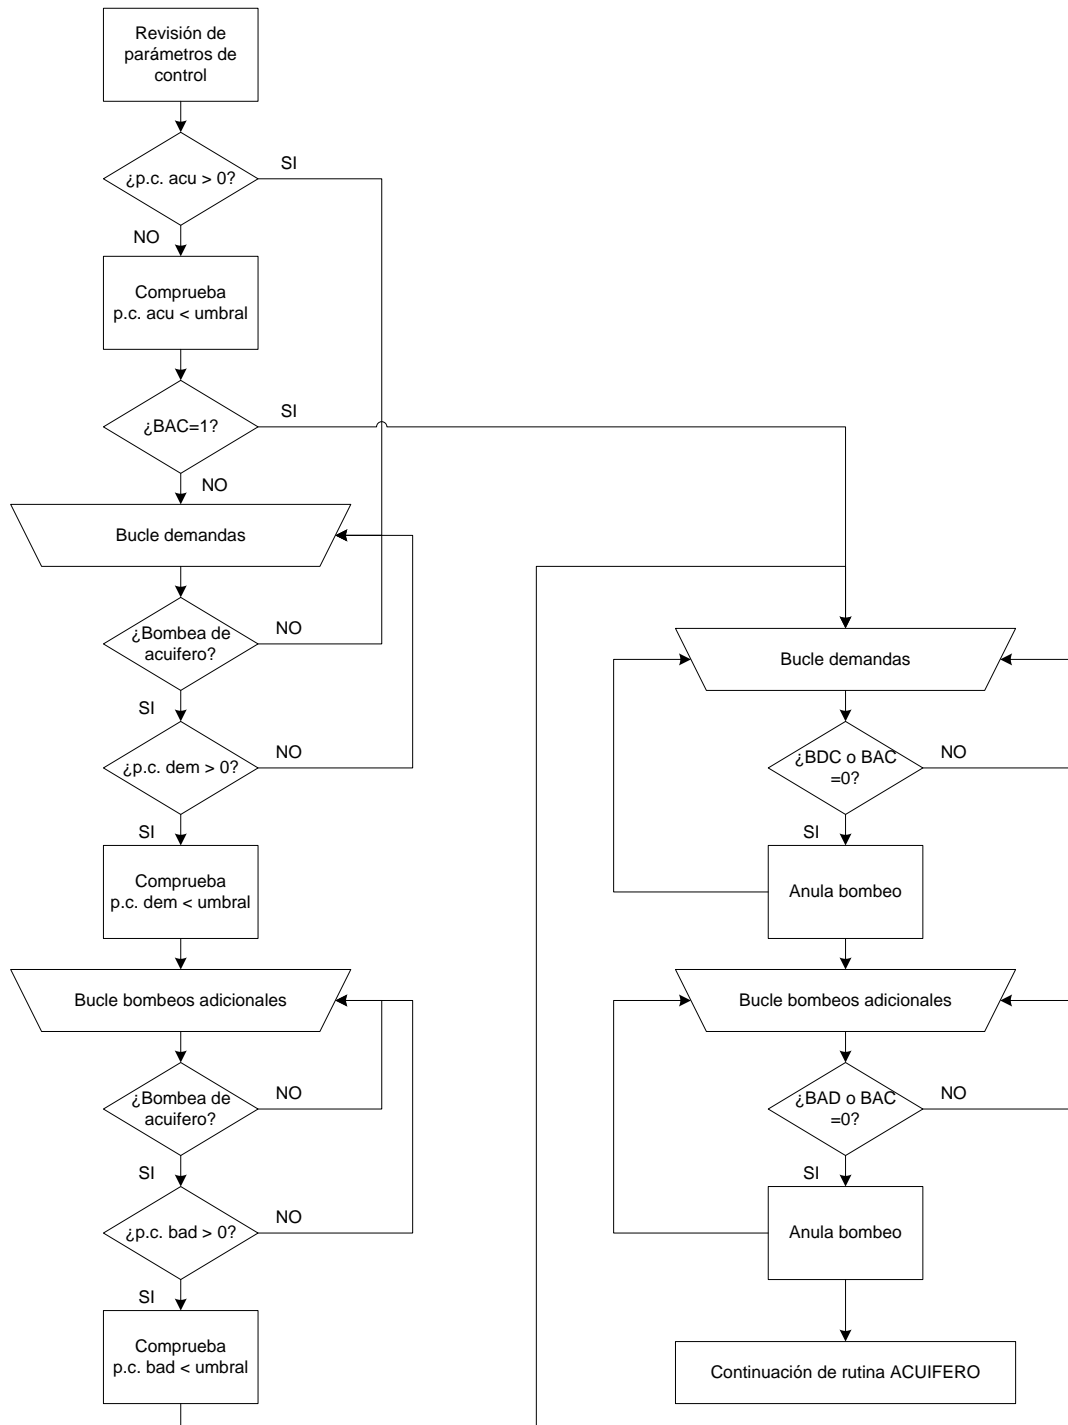 Revisión de
parámetros de
control
¿p.c. acu > 0?
SI
NO
Comprueba
p.c. acu < umbral
¿BAC=1?
SI
NO
Bucle demandas
¿Bombea de
acuifero?
NO
SI
¿p.c. dem > 0?
NO
SI
Comprueba
p.c. dem < umbral
Bucle bombeos adicionales
¿Bombea de
acuifero?
NO
SI
¿p.c. bad > 0?
NO
SI
Comprueba
p.c. bad < umbral
Bucle demandas
¿BDC o BAC
=0?
NO
SI
Anula bombeo
Bucle bombeos adicionales
¿BAD o BAC
=0?
NO
SI
Anula bombeo
Continuación de rutina ACUIFERO